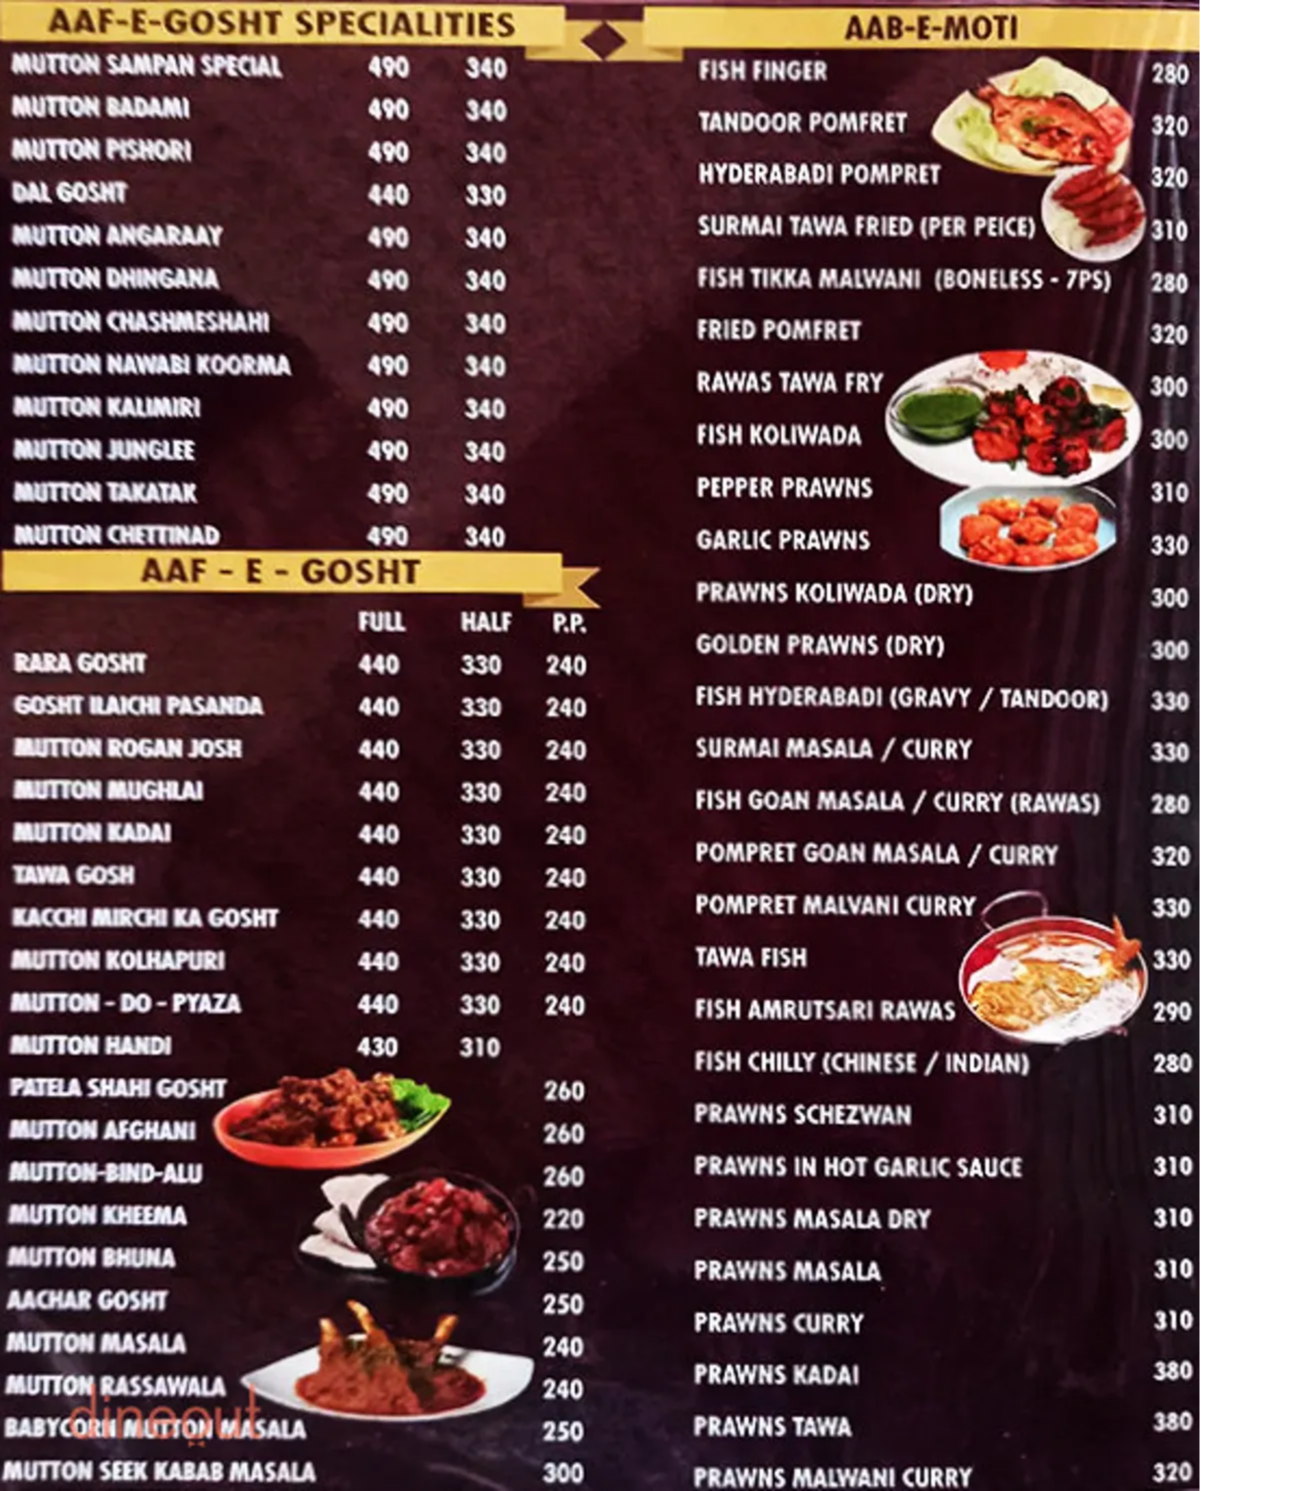 AAF-E-GOSHT SPECIALITIES
MUTTON SAMPAN SPECIAL 490 340
MUTTON BADAMI 490 340
MUTTON PISHORI 490 340
DAL GOSHT 440 330
MUTTON ANGARAAY 490 340
MUTTON DHINGANA 490 340
MUTTON CHASHMESHAHI 490 340
MUTTON NAWABI KOORMA 490 340
MUTTON KALIMIRI 490 340
MUTTON JUNGLEE 490 340
MUTTON TAKATAK 490 340
MUTTON CHETTINAD 490 340
AAF - E - GOSHT
FULL HALF P.P.
RARA GOSHT 440 330 240
GOSHT ILAICHI PASANDA 440 330 240
MUTTON ROGAN JOSH 440 330 240
MUTTON MUGHLAI 440 330 240
MUTTON KADAI 440 330 240
TAWA GOSH 440 330 240
KACCHI MIRCHI KA GOSHT 440 330 240
MUTTON KOLHAPURI 440 330 240
MUTTON - DO - PYAZA 440 330 240
MUTTON HANDI 430 310
PATELA SHAHI GOSHT 260
MUTTON AFGHANI 260
MUTTON-BIND-ALU 260
MUTTON KHEEMA 220
MUTTON BHUNA 250
AACHAR GOSHT 250
MUTTON MASALA 240
MUTTON RASSAWALA 240
BABYCORN MUTTON MASALA 250
MUTTON SEEK KABAB MASALA 300
dineout
AAB-E-MOTI
FISH FINGER 280
TANDOOR POMFRET 320
HYDERABADI POMPRET 320
SURMAI TAWA FRIED (PER PEICE) 310
FISH TIKKA MALWANI (BONELESS - 7PS) 280
FRIED POMFRET 320
RAWAS TAWA FRY 300
FISH KOLIWADA 300
PEPPER PRAWNS 310
GARLIC PRAWNS 330
PRAWNS KOLIWADA (DRY) 300
GOLDEN PRAWNS (DRY) 300
FISH HYDERABADI (GRAVY / TANDOOR) 330
SURMAI MASALA / CURRY 330
FISH GOAN MASALA / CURRY (RAWAS) 280
POMPRET GOAN MASALA / CURRY 320
POMPRET MALVANI CURRY 330
TAWA FISH 330
FISH AMRUTSARI RAWAS 290
FISH CHILLY (CHINESE / INDIAN) 280
PRAWNS SCHEZWAN 310
PRAWNS IN HOT GARLIC SAUCE 310
PRAWNS MASALA DRY 310
PRAWNS MASALA 310
PRAWNS CURRY 310
PRAWNS KADAI 380
PRAWNS TAWA 380
PRAWNS MALWANI CURRY 320